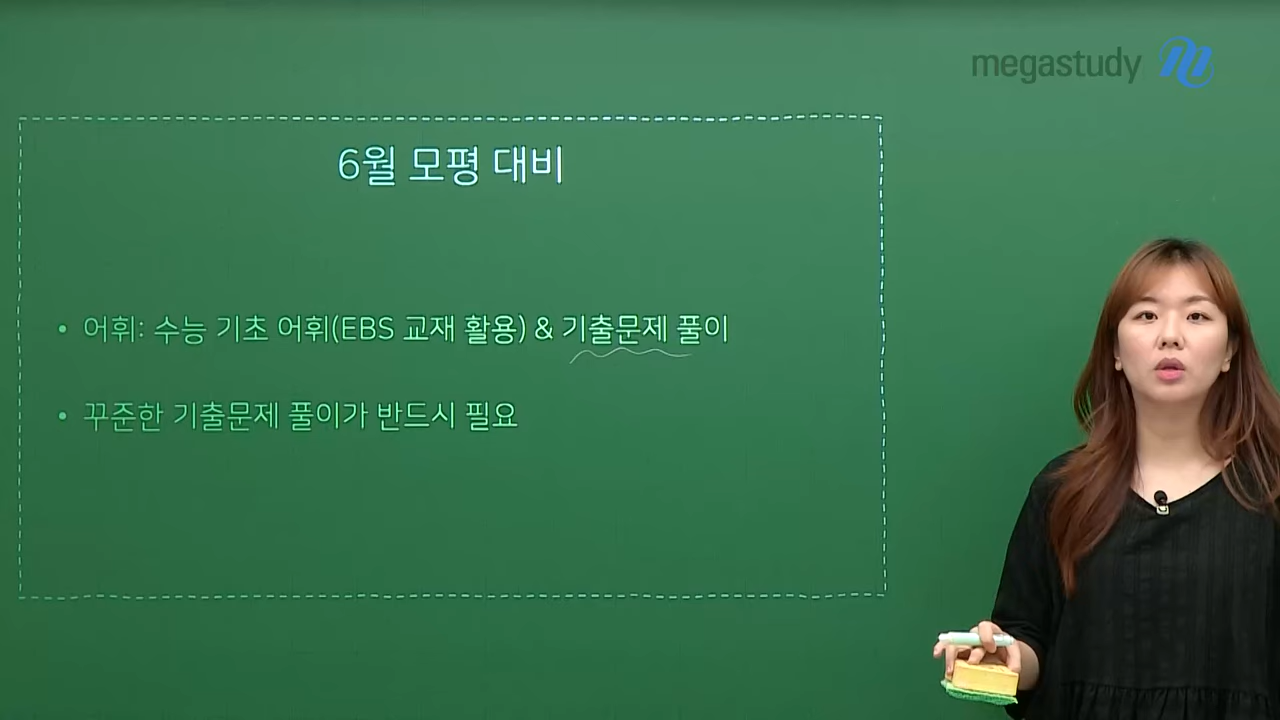 megastudy
6월 모평 대비
• 어휘: 수능 기초 어휘(EBS 교재 활용) & 기출문제 풀이
• 꾸준한 기출문제 풀이가 반드시 필요